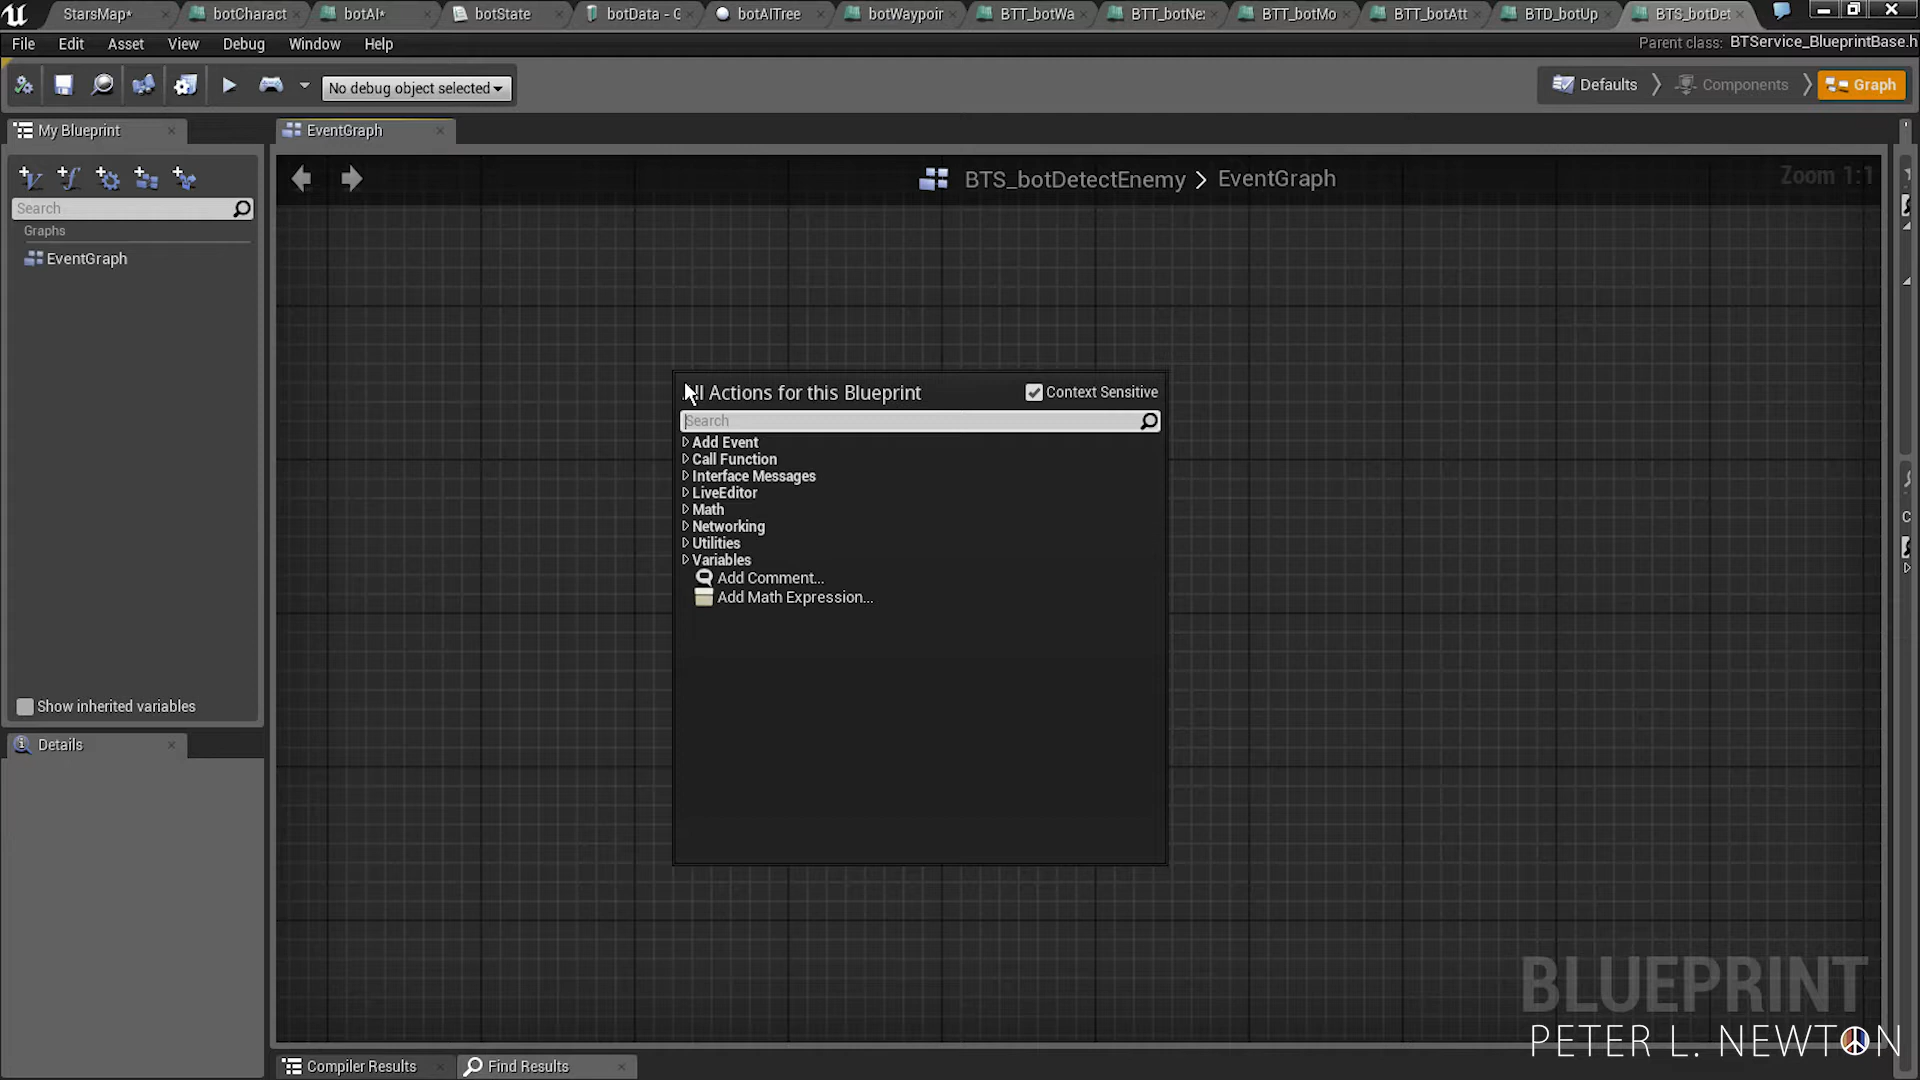 StarsMap*
botCharact
botAI*
botState
botData - G
botAITree
botWaypoir
BTT_botWa
BTT_botNe
BTT_botMo
BTT_botAtt
BTD_botUp
BTS_botDet
File Edit Asset View Debug Window Help
Parent class: BTService_BlueprintBase.h
No debug object selected
Defaults
Components
Graph
My Blueprint
EventGraph
Search
Graphs
EventGraph
Show inherited variables
Details
BTS_botDetectEnemy > EventGraph
Zoom 1:1
Actions for this Blueprint
Context Sensitive
Search
Add Event
Call Function
Interface Messages
LiveEditor
Math
Networking
Utilities
Variables
Add Comment...
Add Math Expression...
BLUEPRINT
PETER L. NEWTON
Compiler Results
Find Results